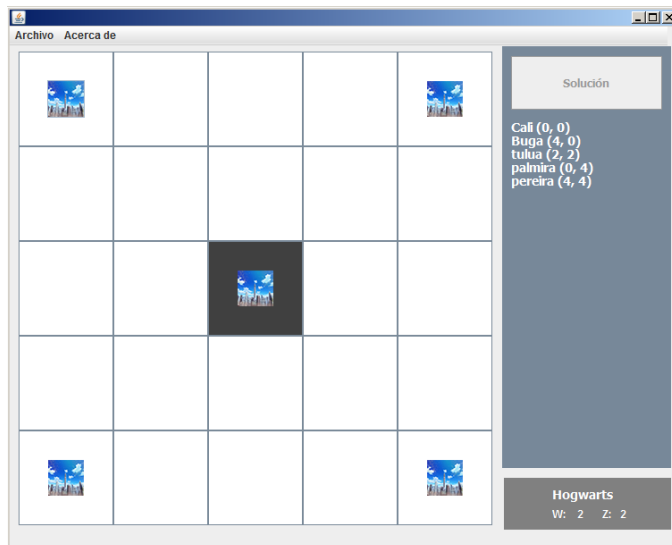 Archivo Acerca de
Solución
Cali (0, 0)
Buga (4, 0)
tulua (2, 2)
palmira (0, 4)
pereira (4, 4)
Hogwarts
W: 2 Z: 2